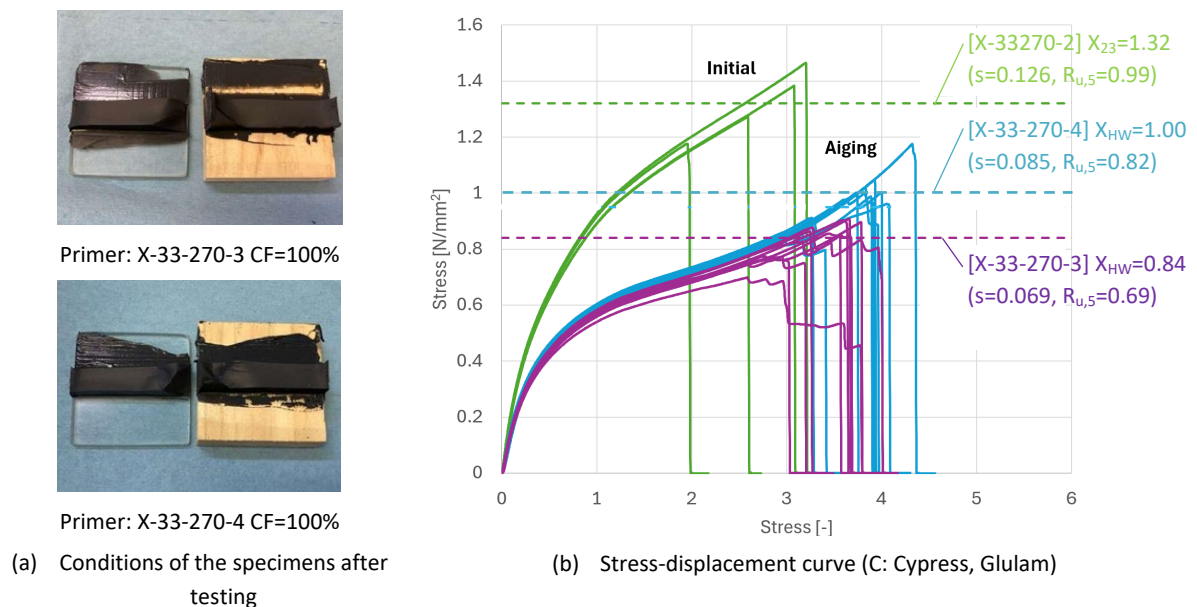 Primer: X-33-270-3 CF=100%
Primer: X-33-270-4 CF=100%
(a) Conditions of the specimens after
testing
1.6
1.4
1.2
1
0.8
0.6
0.4
0.2
0
Stress [N/mm²]
0 1 2 3 4 5 6
Stress [-]
Initial
Aiging
[X-33270-2] X₂₃=1.32
(s=0.126, Rᵤ,₅=0.99)
[X-33-270-4] X_HW=1.00
(s=0.085, Rᵤ,₅=0.82)
[X-33-270-3] X_HW=0.84
(s=0.069, Rᵤ,₅=0.69)
(b) Stress-displacement curve (C: Cypress, Glulam)